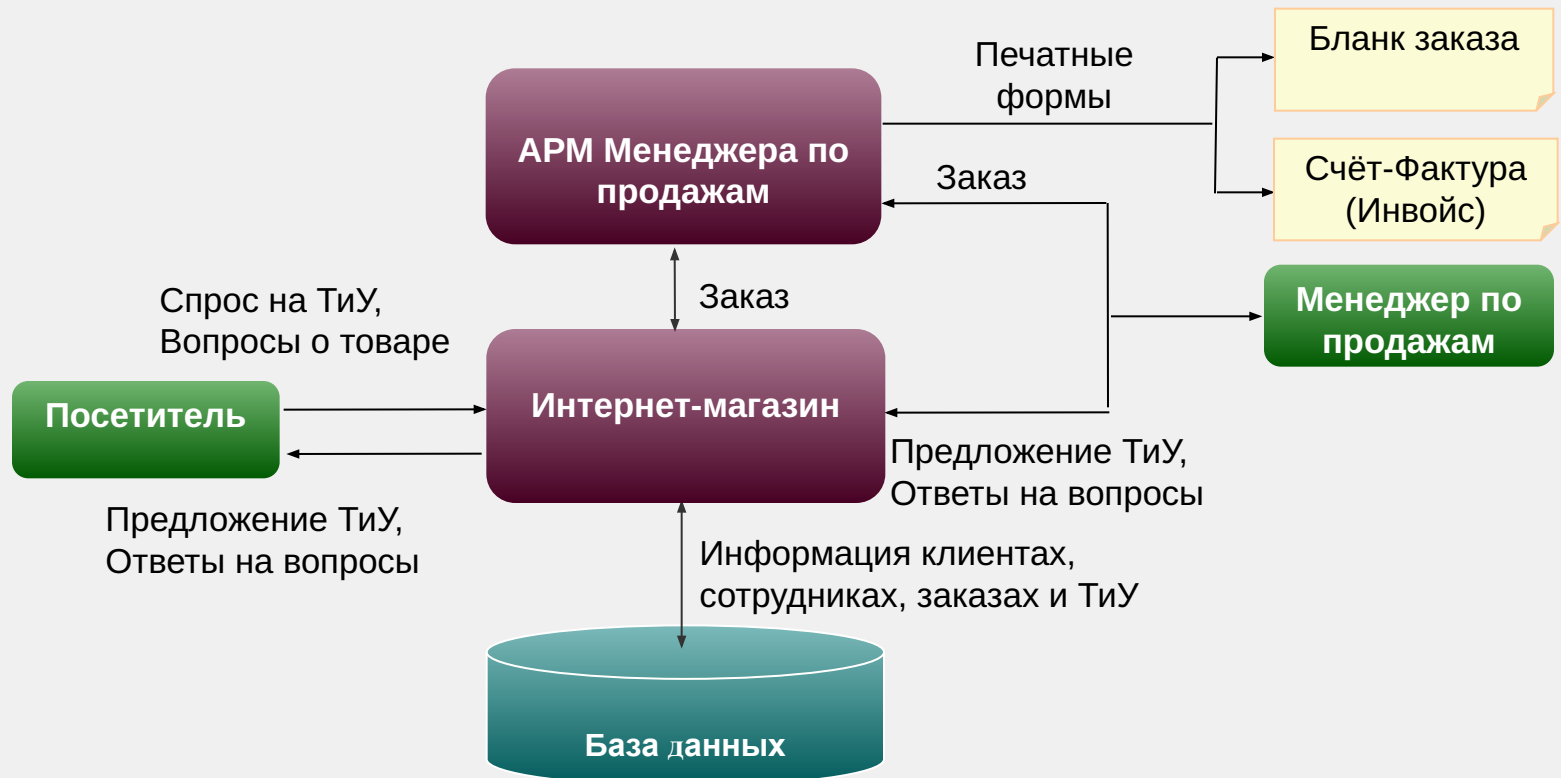 Печатные
формы
Бланк заказа
АРМ Менеджера по
продажам
Счёт-Фактура
(Инвойс)
Заказ
Заказ
Менеджер по
продажам
Спрос на ТиУ,
Вопросы о товаре
Посетитель
Интернет-магазин
Предложение ТиУ,
Ответы на вопросы
Предложение ТиУ,
Ответы на вопросы
Информация клиентах,
сотрудниках, заказах и ТиУ
База данных